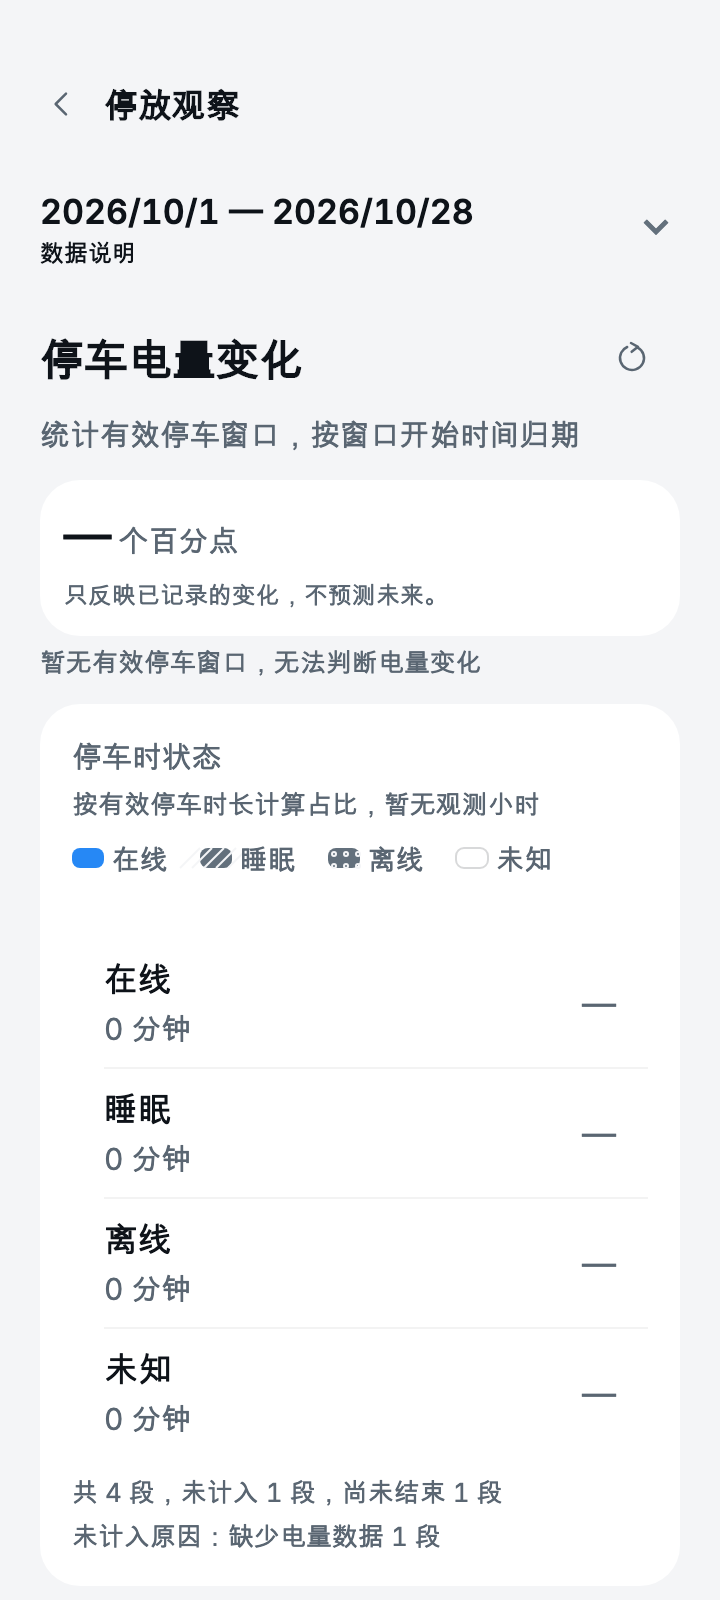 停放观察
2026/10/1 — 2026/10/28
数据说明
停车电量变化
统计有效停车窗口，按窗口开始时间归期
— 个百分点
只反映已记录的变化，不预测未来。
暂无有效停车窗口，无法判断电量变化
停车时状态
按有效停车时长计算占比，暂无观测小时
在线 睡眠 离线 未知
在线
0 分钟
—
睡眠
0 分钟
—
离线
0 分钟
—
未知
0 分钟
—
共 4 段，未计入 1 段，尚未结束 1 段
未计入原因：缺少电量数据 1 段